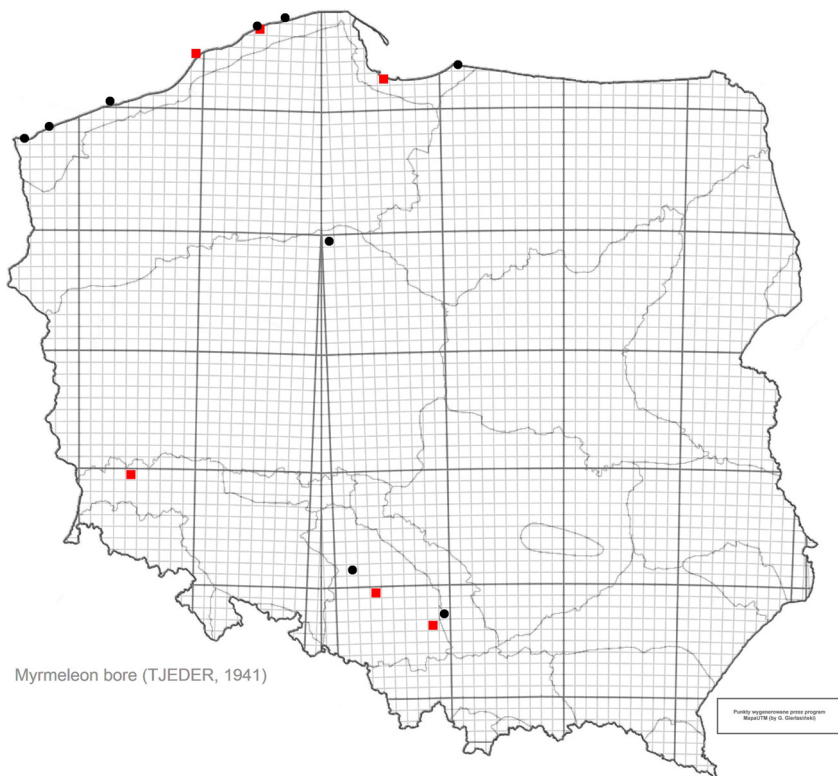 Myrmeleon bore (TJEDER, 1941)
Punkty wygenerowane przez program
MapaUTM (by G. Gierlasiński)